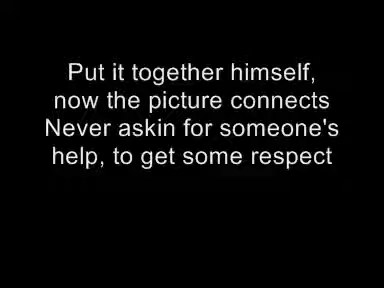 Put it together himself,
now the picture connects
Never askin for someone's
help, to get some respect